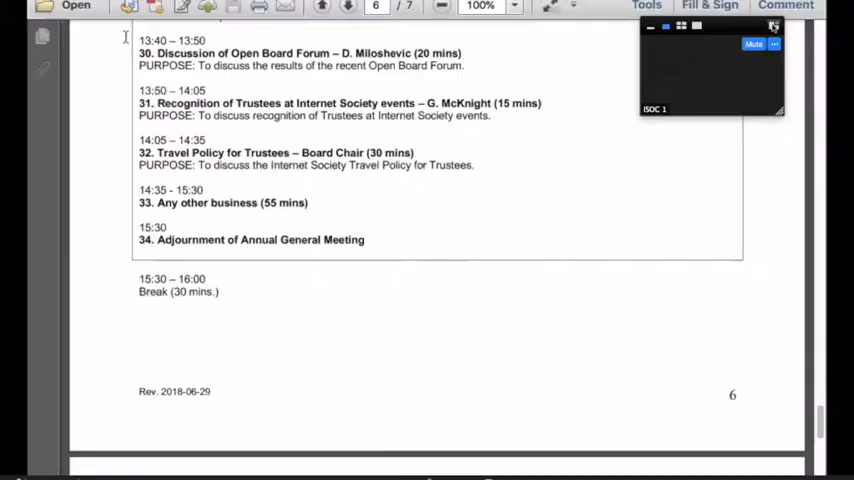 Open
6
/ 7
100%
Tools
Fill & Sign
Comment
Mute
ISOC 1
13:40 – 13:50
30. Discussion of Open Board Forum – D. Miloshevic (20 mins)
PURPOSE: To discuss the results of the recent Open Board Forum.
13:50 – 14:05
31. Recognition of Trustees at Internet Society events – G. McKnight (15 mins)
PURPOSE: To discuss recognition of Trustees at Internet Society events.
14:05 – 14:35
32. Travel Policy for Trustees – Board Chair (30 mins)
PURPOSE: To discuss the Internet Society Travel Policy for Trustees.
14:35 - 15:30
33. Any other business (55 mins)
15:30
34. Adjournment of Annual General Meeting
15:30 – 16:00
Break (30 mins.)
Rev. 2018-06-29
6